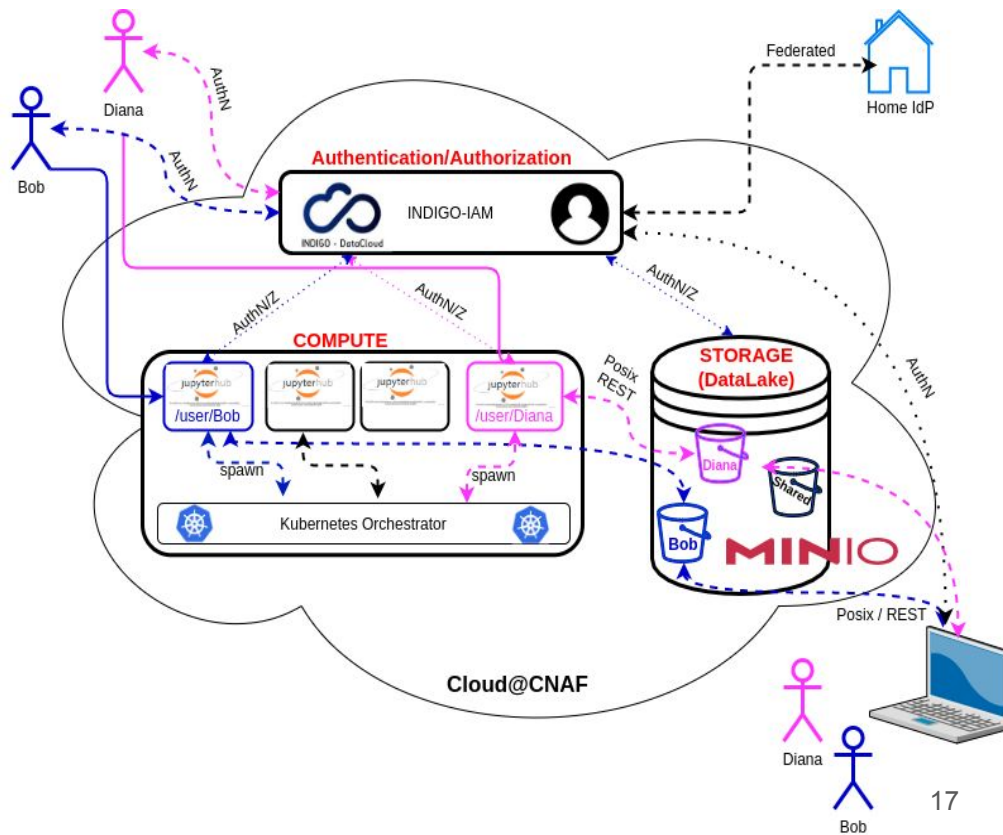 Diana
Bob
AuthN
AuthN
Federated
Home IdP
Authentication/Authorization
INDIGO - DataCloud
INDIGO-IAM
AuthN/Z
AuthN/Z
AuthN/Z
AuthN
COMPUTE
jupyterhub
/user/Bob
jupyterhub
jupyterhub
jupyterhub
/user/Diana
Posix
REST
STORAGE
(DataLake)
Diana
Shared
Bob
MINIO
spawn
spawn
Kubernetes Orchestrator
Posix / REST
Cloud@CNAF
Diana
Bob
17